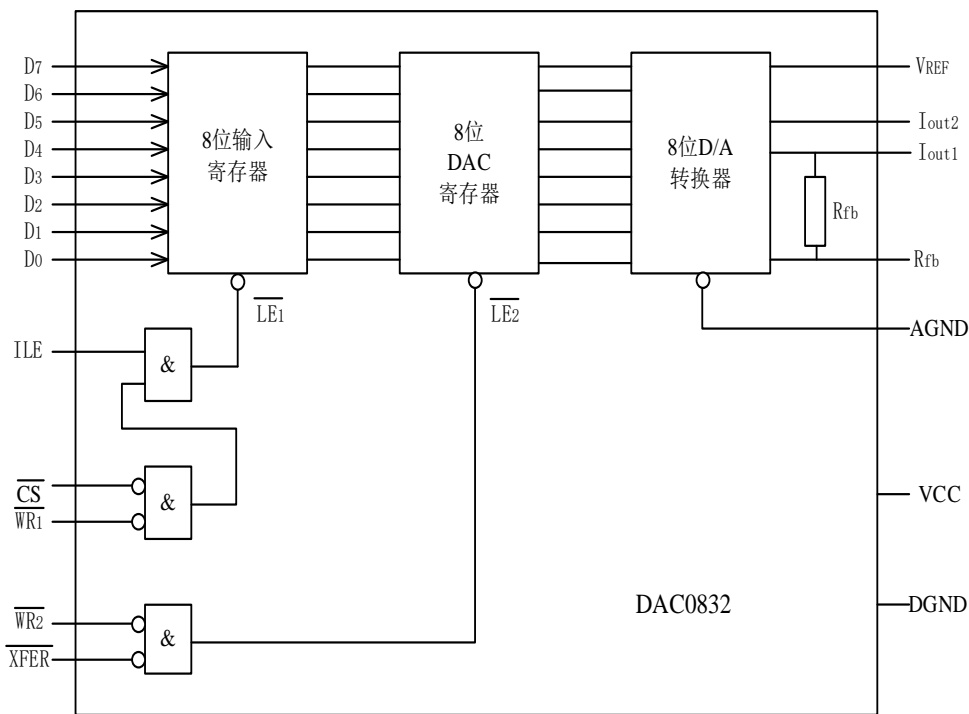 D7
D6
D5
D4
D3
D2
D1
D0
8位输入
寄存器
8位
DAC
寄存器
8位D/A
转换器
VREF
Iout2
Iout1
Rfb
Rfb
LE1
LE2
AGND
ILE
&
CS
WR1
&
VCC
WR2
XFER
&
DAC0832
DGND